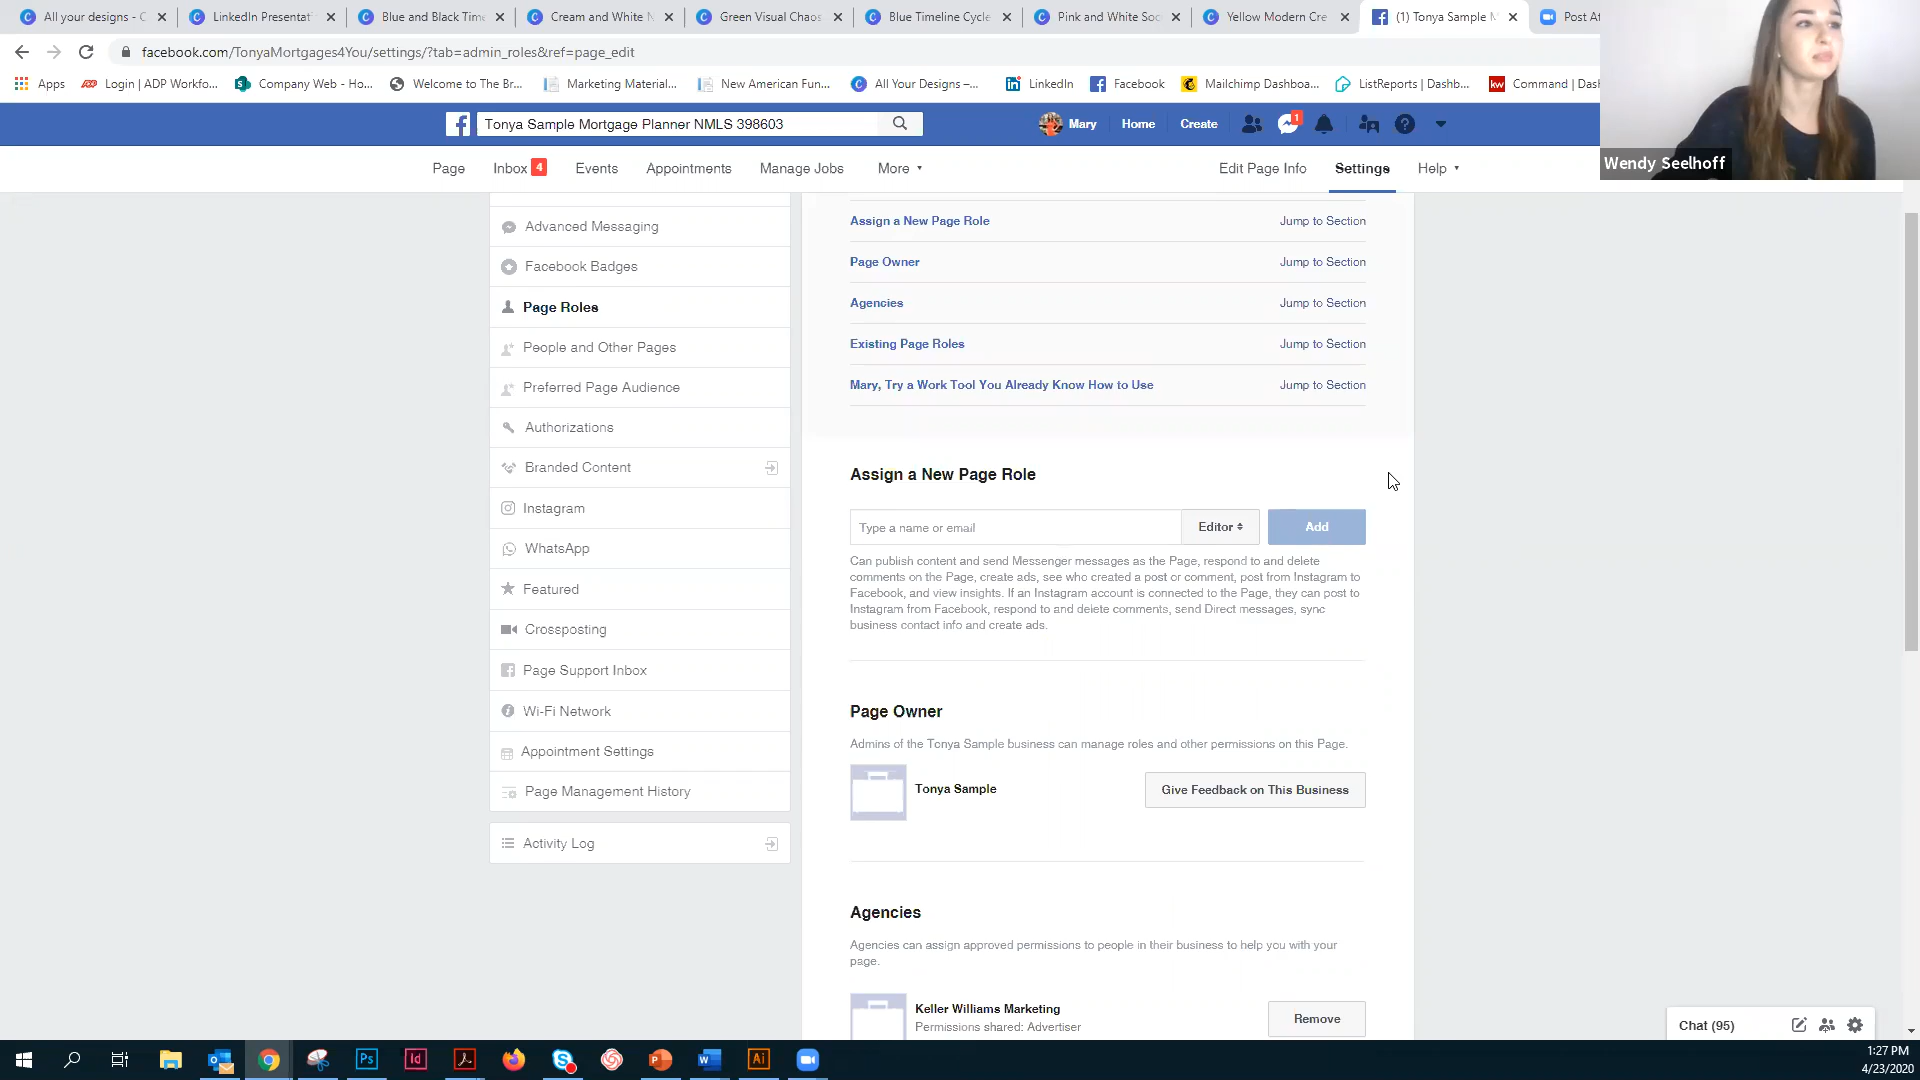 All your designs - C
LinkedIn Presentat
Blue and Black Time
Cream and White N
Green Visual Chaos
Blue Timeline Cycle
Pink and White Soc
Yellow Modern Cre
(1) Tonya Sample M
Post At
facebook.com/TonyaMortgages4You/settings/?tab=admin_roles&ref=page_edit
Apps
Login | ADP Workfo...
Company Web - Ho...
Welcome to The Br...
Marketing Material...
New American Fun...
All Your Designs –...
LinkedIn
Facebook
Mailchimp Dashboa...
ListReports | Dashb...
Command | Das
Tonya Sample Mortgage Planner NMLS 398603
Mary
Home
Create
1
Wendy Seelhoff
Page
Inbox 4
Events
Appointments
Manage Jobs
More
Edit Page Info
Settings
Help
Advanced Messaging
Facebook Badges
Page Roles
People and Other Pages
Preferred Page Audience
Authorizations
Branded Content
Instagram
WhatsApp
Featured
Crossposting
Page Support Inbox
Wi-Fi Network
Appointment Settings
Page Management History
Activity Log
Assign a New Page Role Jump to Section
Page Owner Jump to Section
Agencies Jump to Section
Existing Page Roles Jump to Section
Mary, Try a Work Tool You Already Know How to Use Jump to Section
Assign a New Page Role
Type a name or email
Editor
Add
Can publish content and send Messenger messages as the Page, respond to and delete
comments on the Page, create ads, see who created a post or comment, post from Instagram to
Facebook, and view insights. If an Instagram account is connected to the Page, they can post to
Instagram from Facebook, respond to and delete comments, send Direct messages, sync
business contact info and create ads.
Page Owner
Admins of the Tonya Sample business can manage roles and other permissions on this Page.
Tonya Sample
Give Feedback on This Business
Agencies
Agencies can assign approved permissions to people in their business to help you with your
page.
Keller Williams Marketing
Permissions shared: Advertiser
Remove
Chat (95)
Ps
Id
Ai
1:27 PM
4/23/2020